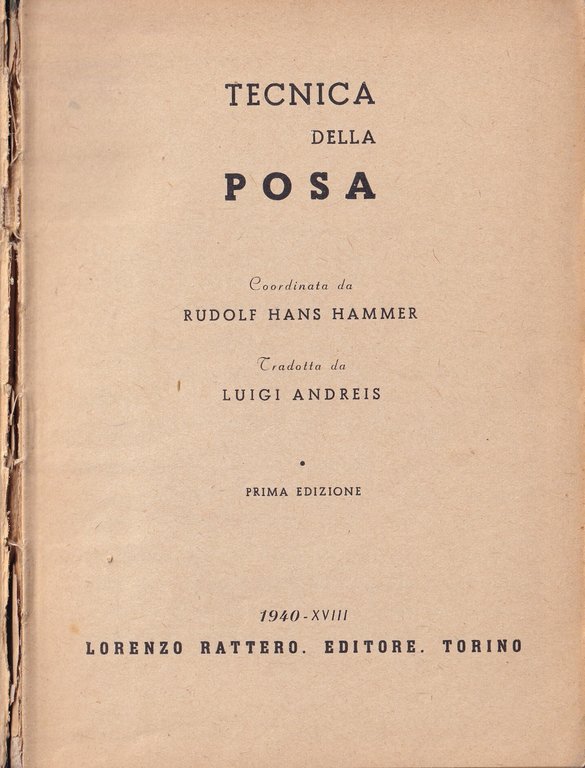 TECNICA
DELLA
POSA
Coordinata da
RUDOLF HANS HAMMER
Tradotta da
LUIGI ANDREIS
•
PRIMA EDIZIONE
1940-XVIII
LORENZO RATTERO. EDITORE. TORINO